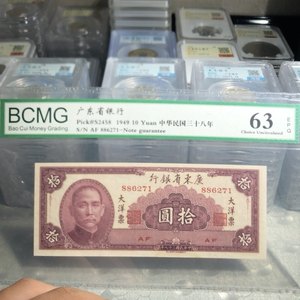 BCMG
Bao Cui Money Grading
广东省银行
Pick#S2458 1949 10 Yuan 中华民国三十八年
S/N AF 886271-Note guarantee
63
Choice Uncirculated
拾
行銀省東廣
拾
886271
886271
大洋票
圓拾
大洋票
AF
AF
拾
拾